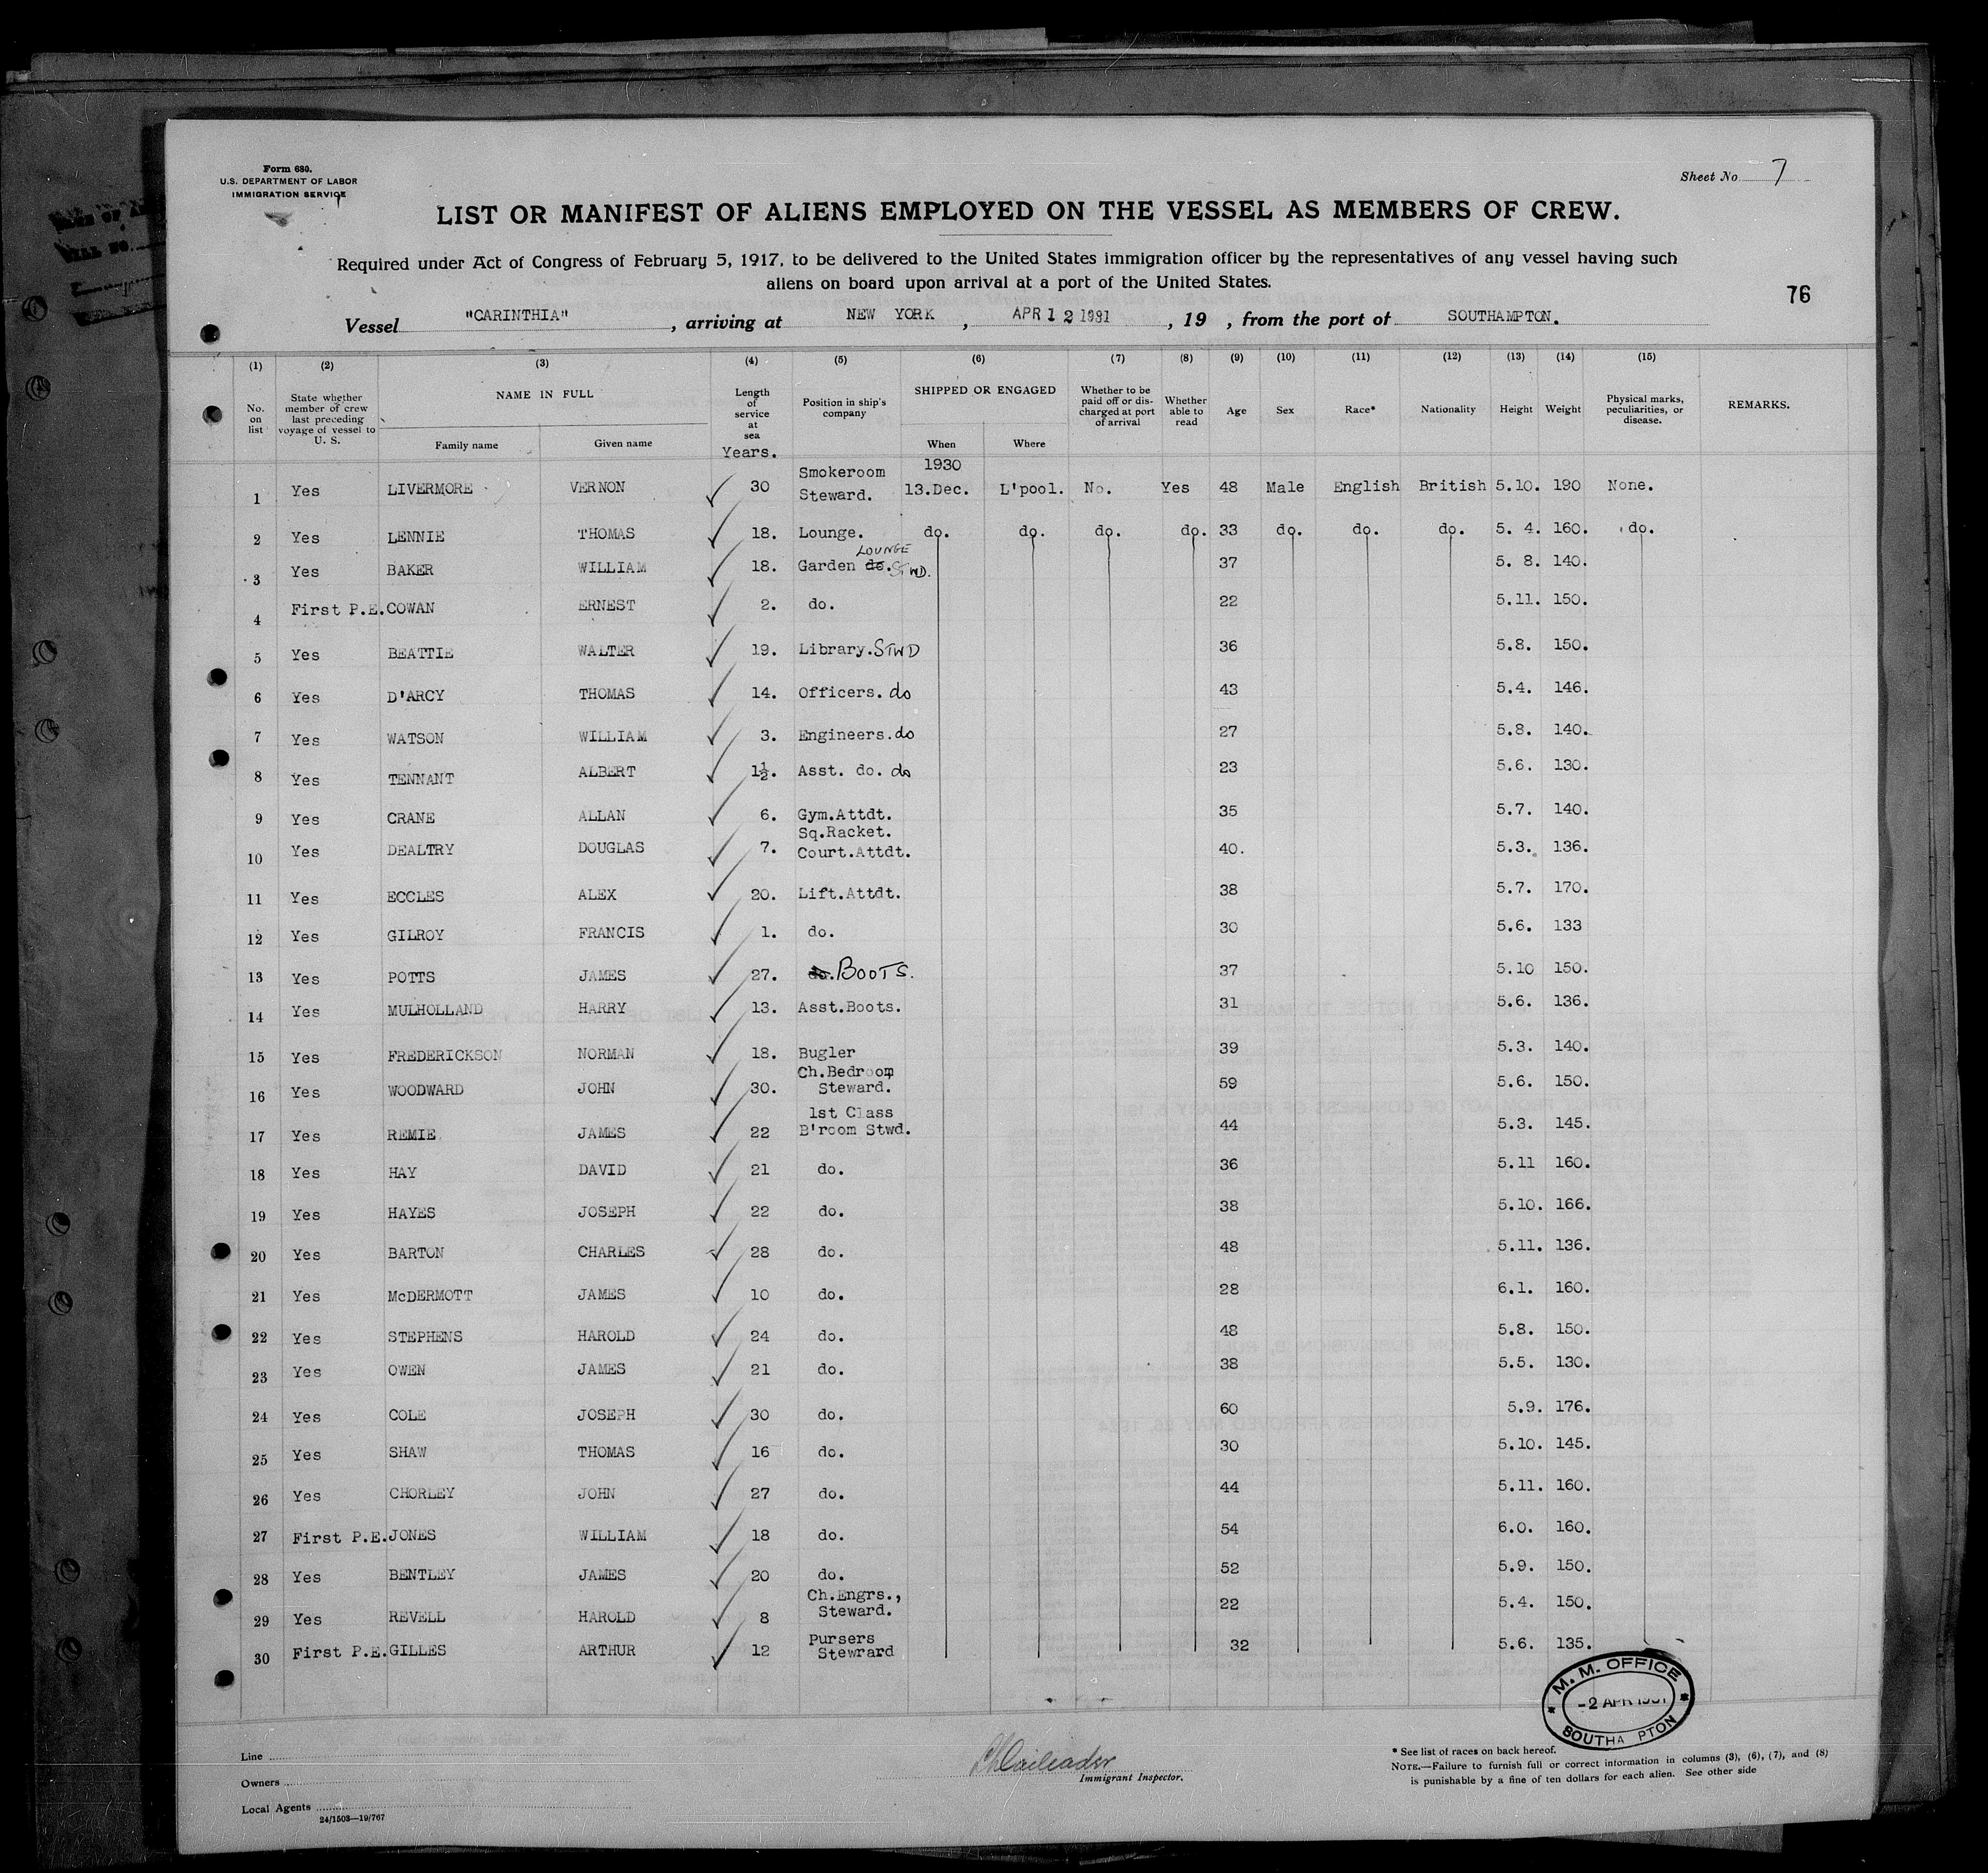 Form 680.
U.S. DEPARTMENT OF LABOR
IMMIGRATION SERVICE
Sheet No. 7
LIST OR MANIFEST OF ALIENS EMPLOYED ON THE VESSEL AS MEMBERS OF CREW.
Required under Act of Congress of February 5, 1917, to be delivered to the United States immigration officer by the representatives of any vessel having such
aliens on board upon arrival at a port of the United States.
76
Vessel "CARINTHIA", arriving at NEW YORK, APR 12 1931, 19 , from the port of SOUTHAMPTON.
(1) (2) (3) (4) (5) (6) (7) (8) (9) (10) (11) (12) (13) (14) (15)
No. on list State whether member of crew last preceding voyage of vessel to U. S. NAME IN FULL Family name Given name Length of service at sea Years. Position in ship's company SHIPPED OR ENGAGED When Where Whether to be paid off or discharged at port of arrival Whether able to read Age Sex Race* Nationality Height Weight Physical marks, peculiarities, or disease. REMARKS.
1 Yes LIVERMORE VERNON 30 Smokeroom Steward. 1930 13.Dec. L'pool. No. Yes 48 Male English British 5.10. 190 None.
2 Yes LENNIE THOMAS 18. Lounge. do. do. do. do. 33 do. do. do. 5. 4. 160. do.
3 Yes BAKER WILLIAM 18. Garden do. LOUNGE STWD. 37 5. 8. 140.
4 First P.E. COWAN ERNEST 2. do. 22 5.11. 150.
5 Yes BEATTIE WALTER 19. Library. STWD 36 5.8. 150.
6 Yes D'ARCY THOMAS 14. Officers. do 43 5.4. 146.
7 Yes WATSON WILLIAM 3. Engineers. do 27 5.8. 140.
8 Yes TENNANT ALBERT 1½. Asst. do. do 23 5.6. 130.
9 Yes CRANE ALLAN 6. Gym.Attdt. 35 5.7. 140.
10 Yes DEALTRY DOUGLAS 7. Sq.Racket. Court.Attdt. 40. 5.3. 136.
11 Yes ECCLES ALEX 20. Lift.Attdt. 38 5.7. 170.
12 Yes GILROY FRANCIS 1. do. 30 5.6. 133
13 Yes POTTS JAMES 27. do. BOOTS. 37 5.10 150.
14 Yes MULHOLLAND HARRY 13. Asst.Boots. 31 5.6. 136.
15 Yes FREDERICKSON NORMAN 18. Bugler 39 5.3. 140.
16 Yes WOODWARD JOHN 30. Ch.Bedroom Steward. 59 5.6. 150.
17 Yes REMIE JAMES 22 1st Class B'room Stwd. 44 5.3. 145.
18 Yes HAY DAVID 21 do. 36 5.11 160.
19 Yes HAYES JOSEPH 22 do. 38 5.10. 166.
20 Yes BARTON CHARLES 28 do. 48 5.11. 136.
21 Yes McDERMOTT JAMES 10 do. 28 6.1. 160.
22 Yes STEPHENS HAROLD 24 do. 48 5.8. 150.
23 Yes OWEN JAMES 21 do. 38 5.5. 130.
24 Yes COLE JOSEPH 30 do. 60 5.9. 176.
25 Yes SHAW THOMAS 16 do. 30 5.10. 145.
26 Yes CHORLEY JOHN 27 do. 44 5.11. 160.
27 First P.E. JONES WILLIAM 18 do. 54 6.0. 160.
28 Yes BENTLEY JAMES 20 do. 52 5.9. 150.
29 Yes REVELL HAROLD 8 Ch.Engrs., Steward. 22 5.4. 150.
30 First P.E. GILLES ARTHUR 12 Pursers Stewrard 32 5.6. 135.
M. M. OFFICE
-2 APR 1931
SOUTHAMPTON
Line
Owners
Local Agents
24/1503—19/767
Immigrant Inspector.
* See list of races on back hereof.
NOTE.—Failure to furnish full or correct information in columns (3), (6), (7), and (8)
is punishable by a fine of ten dollars for each alien. See other side